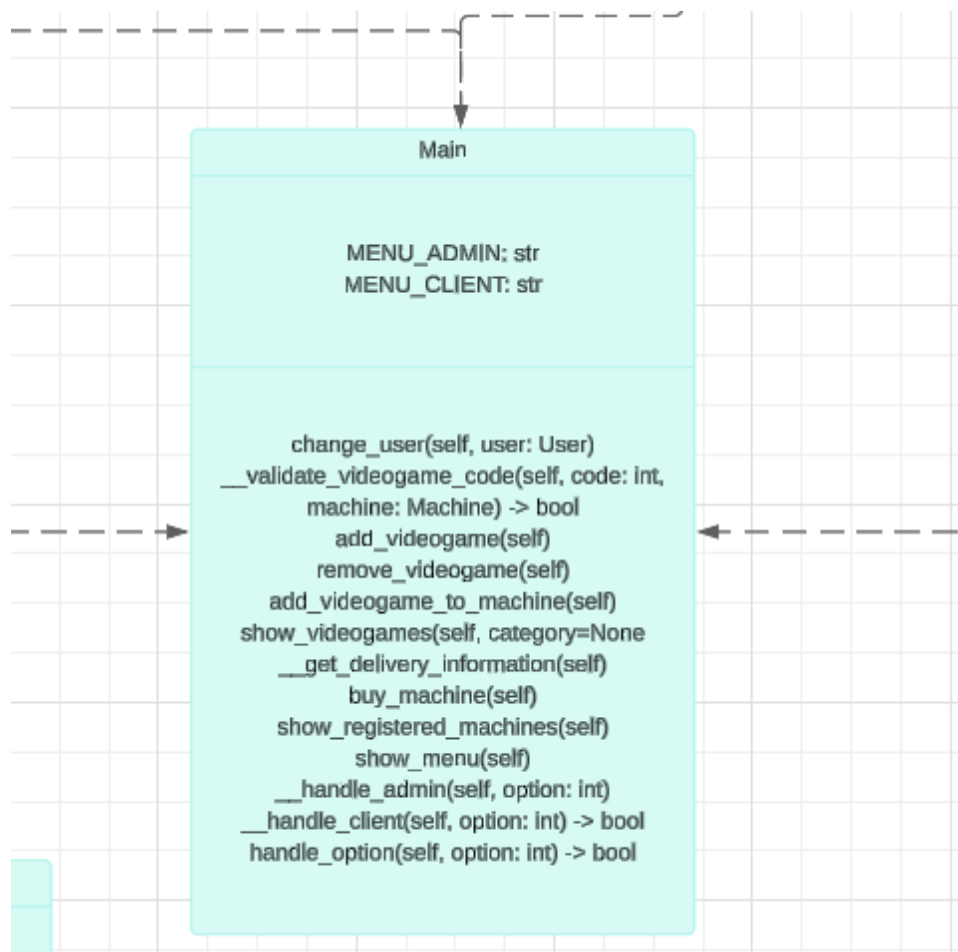 Main
MENU_ADMIN: str
MENU_CLIENT: str
change_user(self, user: User)
__validate_videogame_code(self, code: int,
machine: Machine) -> bool
add_videogame(self)
remove_videogame(self)
add_videogame_to_machine(self)
show_videogames(self, category=None
__get_delivery_information(self)
buy_machine(self)
show_registered_machines(self)
show_menu(self)
__handle_admin(self, option: int)
__handle_client(self, option: int) -> bool
handle_option(self, option: int) -> bool